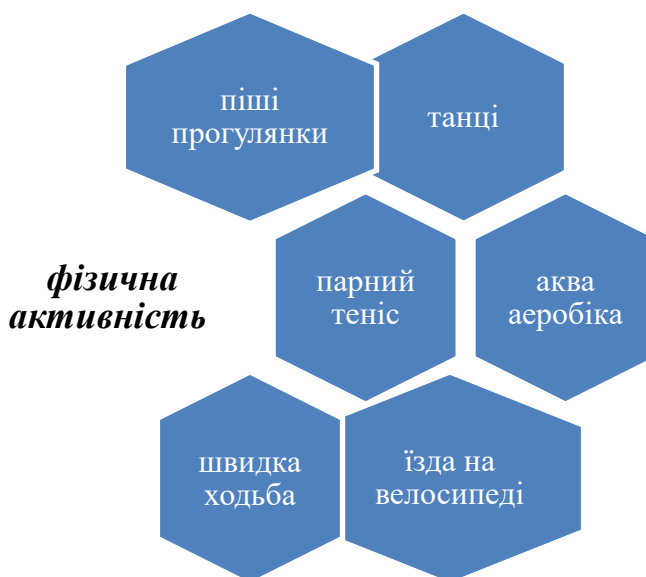 піші
прогулянки
танці
фізична
активність
парний
теніс
аква
аеробіка
швидка
ходьба
їзда на
велосипеді